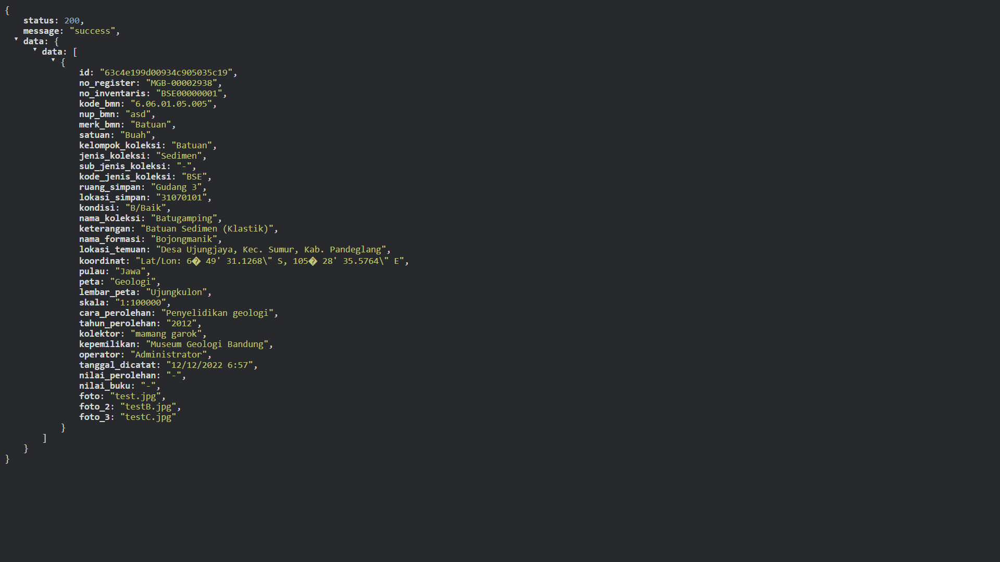 {
status: 200,
message: "success",
data: {
data: [
{
id: "63c4e199d00934c905035c19",
no_register: "MGB-00002938",
no_inventaris: "BSE00000001",
kode_bmn: "6.06.01.05.005",
nup_bmn: "asd",
merk_bmn: "Batuan",
satuan: "Buah",
kelompok_koleksi: "Batuan",
jenis_koleksi: "Sedimen",
sub_jenis_koleksi: "-",
kode_jenis_koleksi: "BSE",
ruang_simpan: "Gudang 3",
lokasi_simpan: "31070101",
kondisi: "B/Baik",
nama_koleksi: "Batugamping",
keterangan: "Batuan Sedimen (Klastik)",
nama_formasi: "Bojongmanik",
lokasi_temuan: "Desa Ujungjaya, Kec. Sumur, Kab. Pandeglang",
koordinat: "Lat/Lon: 6� 49' 31.1268\" S, 105� 28' 35.5764\" E",
pulau: "Jawa",
peta: "Geologi",
lembar_peta: "Ujungkulon",
skala: "1:100000",
cara_perolehan: "Penyelidikan geologi",
tahun_perolehan: "2012",
kolektor: "mamang garok",
kepemilikan: "Museum Geologi Bandung",
operator: "Administrator",
tanggal_dicatat: "12/12/2022 6:57",
nilai_perolehan: "-",
nilai_buku: "-",
foto: "test.jpg",
foto_2: "testB.jpg",
foto_3: "testC.jpg"
}
]
}
}